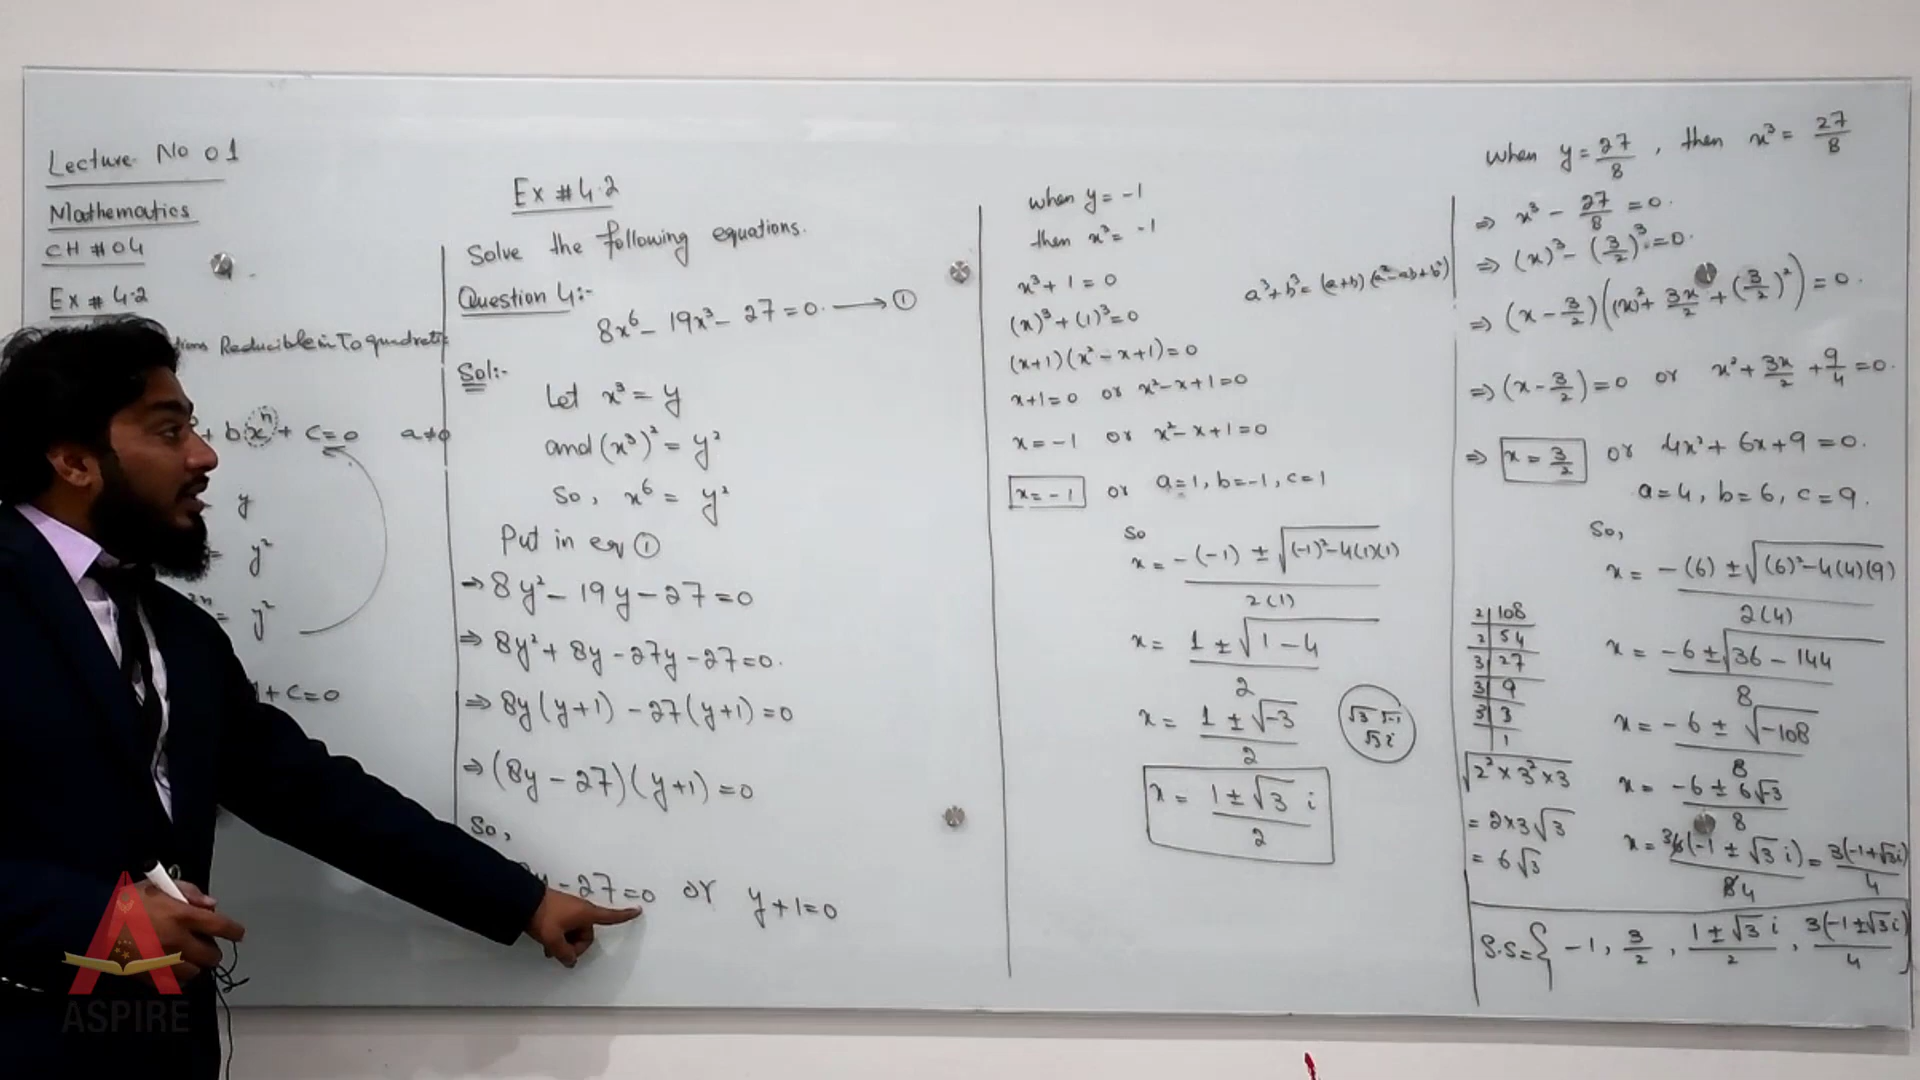 Lecture No 01
Mathematics
CH # 04
Ex # 4.2
Reducible in To quadratic
+ bxⁿ + c=0 a≠0
y
= y²
2n = y²
+ c=0
Ex # 4.2
Solve the following equations.
Question 4:-
8x⁶ - 19x³ - 27 = 0. ⟶ ①
Sol:-
Let x³ = y
and (x³)² = y²
So, x⁶ = y²
Put in eq ①
→ 8y² - 19y - 27 = 0
⇒ 8y² + 8y - 27y - 27 = 0.
⇒ 8y(y+1) - 27(y+1) = 0
⇒ (8y - 27)(y+1) = 0
So,
- 27 = 0 or y+1=0
when y = -1
then x³ = -1
x³ + 1 = 0
a³+b³ = (a+b)(a²-ab+b²)
(x)³ + (1)³ = 0
(x+1)(x² - x + 1) = 0
x+1=0 or x² - x + 1 = 0
x = -1 or x² - x + 1 = 0
x = -1 or a=1, b=-1, c=1
So
x = -(-1) ± √(-1)² - 4(1)(1) / 2(1)
x = 1 ± √1 - 4 / 2
x = 1 ± √-3 / 2
√3 √-1
√3 i
x = 1 ± √3 i / 2
when y = 27/8, then x³ = 27/8
⇒ x³ - 27/8 = 0.
⇒ (x)³ - (3/2)³ = 0.
⇒ (x - 3/2)((x)² + 3x/2 + (3/2)²) = 0.
⇒ (x - 3/2) = 0 or x² + 3x/2 + 9/4 = 0.
⇒ x = 3/2 or 4x² + 6x + 9 = 0.
a = 4, b = 6, c = 9.
So,
x = -(6) ± √(6)² - 4(4)(9) / 2(4)
x = -6 ± √36 - 144 / 8
x = -6 ± √-108 / 8
x = -6 ± 6√-3 / 8
x = 3 6(-1 ± √3 i) / 8 4 = 3(-1+√3i) / 4
2 | 108
2 | 54
3 | 27
3 | 9
3 | 3
| 1
√2² × 3² × 3
= 2×3√3
= 6√3
S.S = { -1, 3/2, 1 ± √3 i / 2, 3(-1 ± √3 i) / 4
ASPIRE